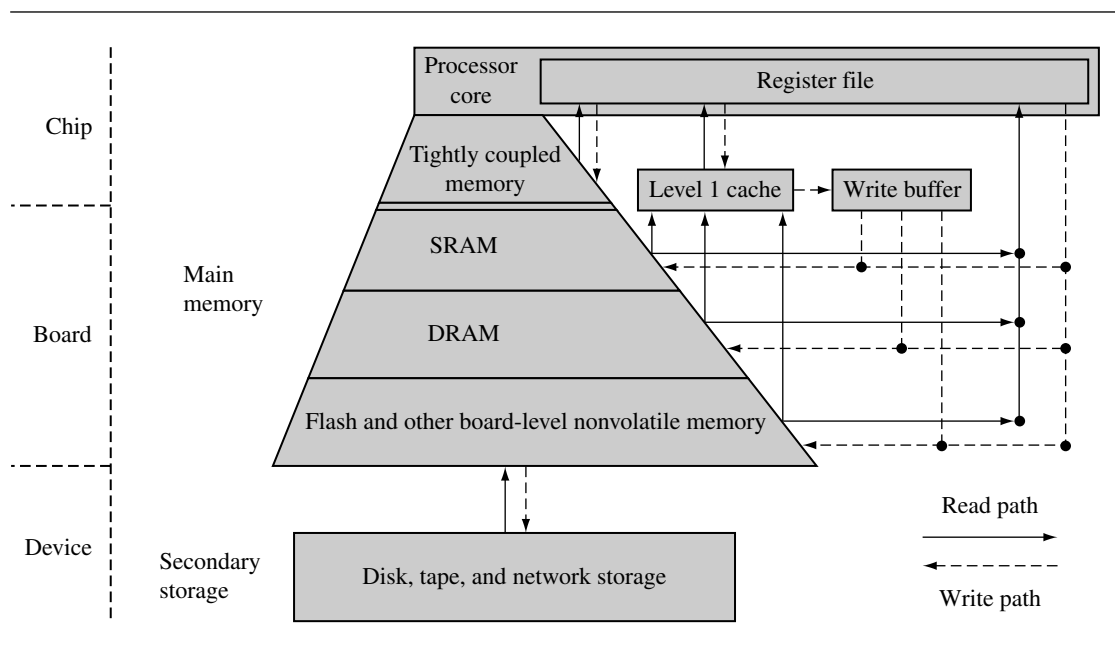 Processor
core
Register file
Chip
Tightly coupled
memory
Level 1 cache
Write buffer
SRAM
Main
memory
Board
DRAM
Flash and other board-level nonvolatile memory
Read path
Device
Secondary
storage
Disk, tape, and network storage
Write path